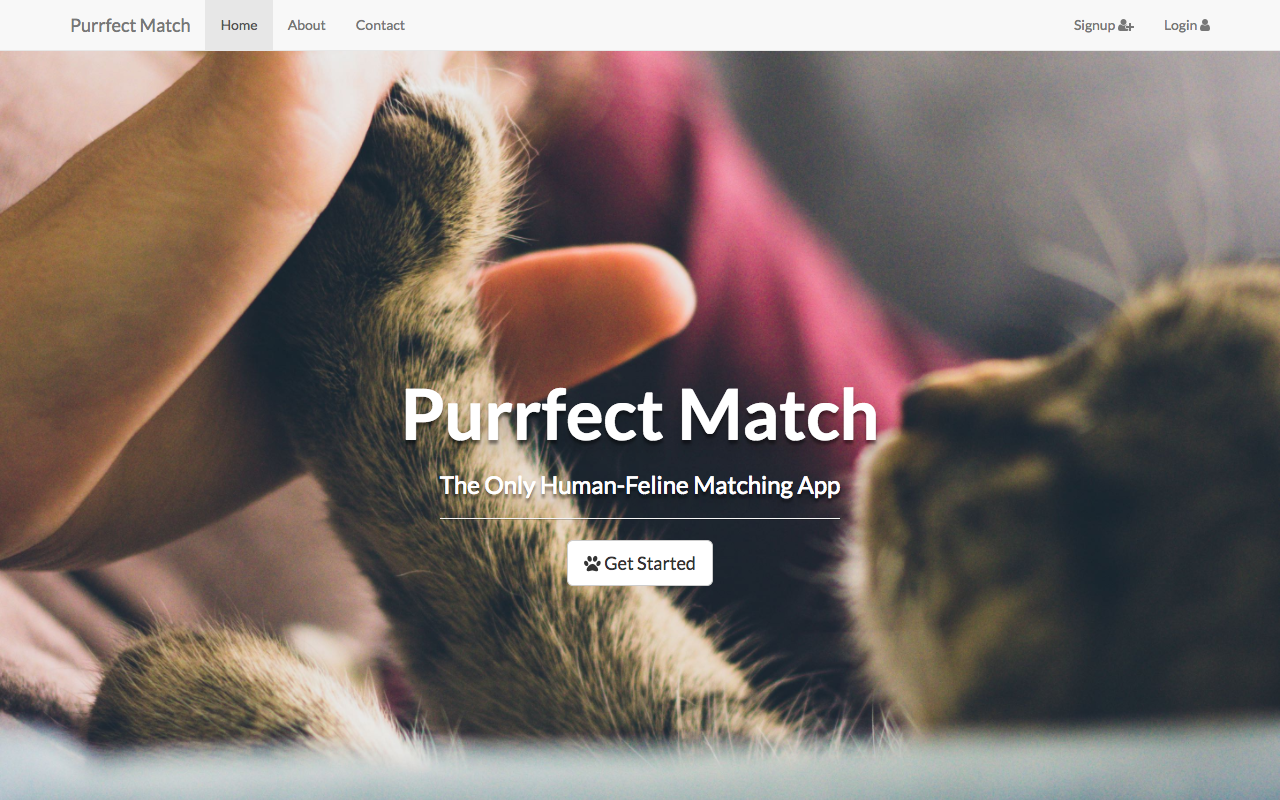 Purrfect Match Home About Contact Signup Login
Purrfect Match
The Only Human-Feline Matching App
Get Started